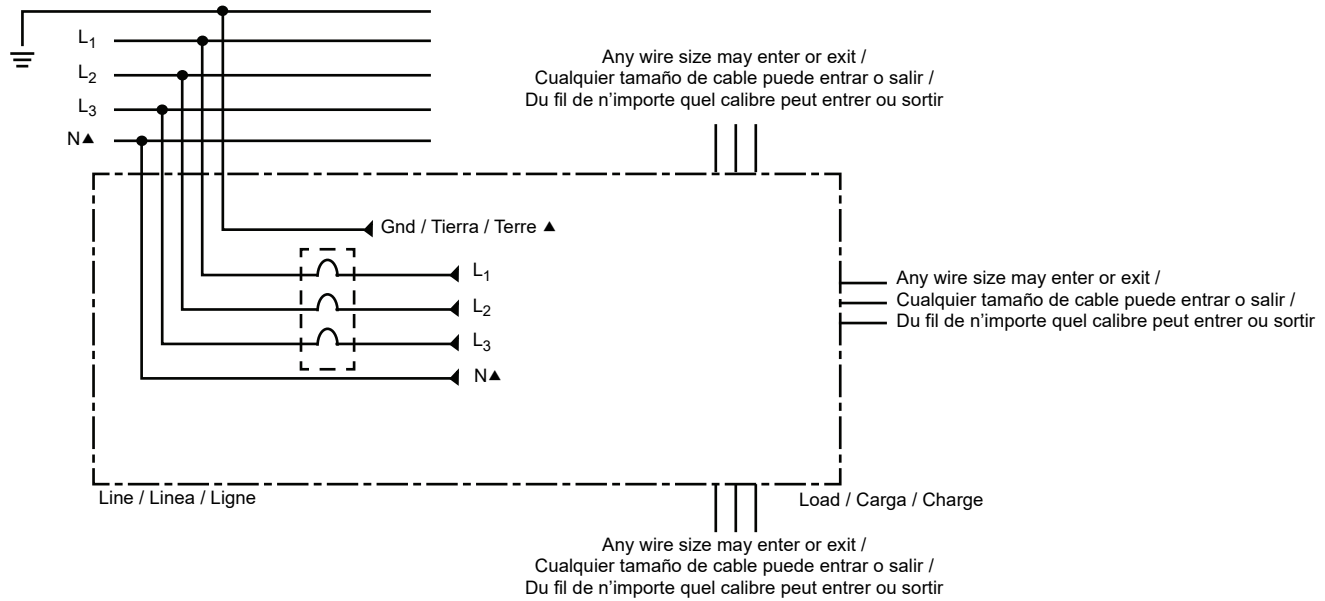 L1
L2
L3
N▲
Any wire size may enter or exit /
Cualquier tamaño de cable puede entrar o salir /
Du fil de n’importe quel calibre peut entrer ou sortir
Gnd / Tierra / Terre ▲
L1
L2
L3
N▲
Any wire size may enter or exit /
Cualquier tamaño de cable puede entrar o salir /
Du fil de n’importe quel calibre peut entrer ou sortir
Line / Linea / Ligne
Load / Carga / Charge
Any wire size may enter or exit /
Cualquier tamaño de cable puede entrar o salir /
Du fil de n’importe quel calibre peut entrer ou sortir